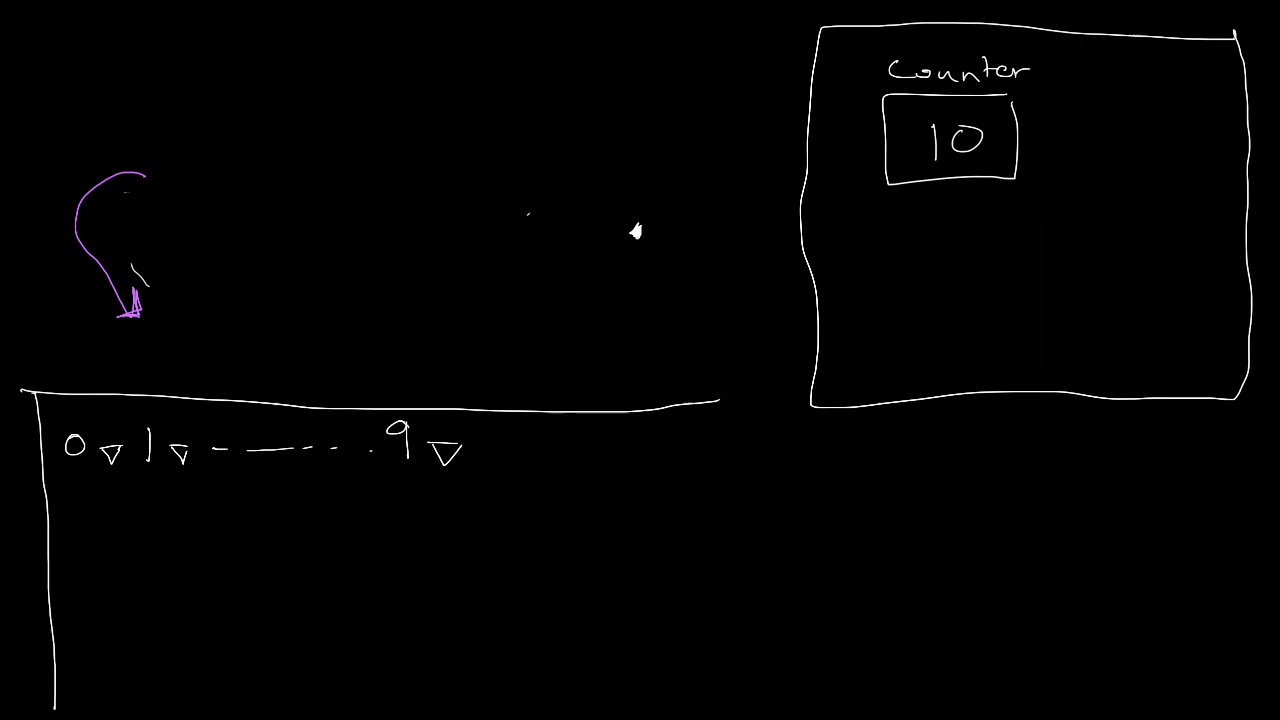 Counter
10
0 ▽ 1 ▽ - — - - . 9 ▽